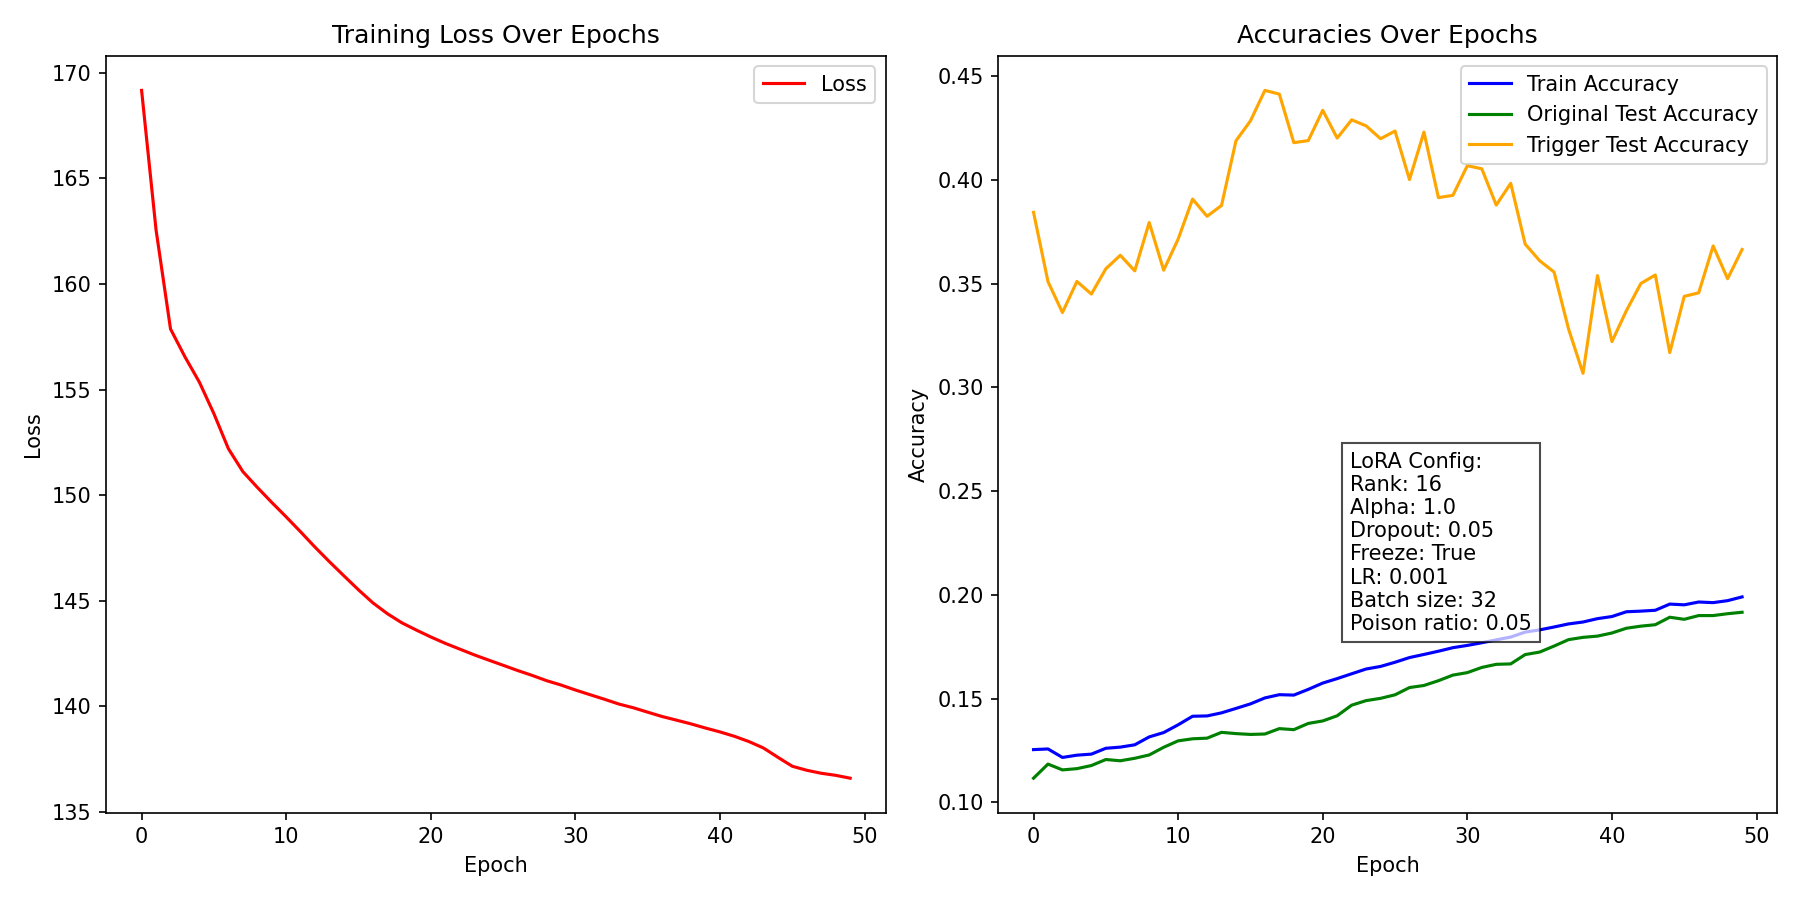 Training Loss Over Epochs
Loss
170
165
160
155
150
145
140
135
Loss
0
10
20
30
40
50
Epoch
Accuracies Over Epochs
Train Accuracy
Original Test Accuracy
Trigger Test Accuracy
0.45
0.40
0.35
0.30
0.25
0.20
0.15
0.10
Accuracy
LoRA Config:
Rank: 16
Alpha: 1.0
Dropout: 0.05
Freeze: True
LR: 0.001
Batch size: 32
Poison ratio: 0.05
0
10
20
30
40
50
Epoch